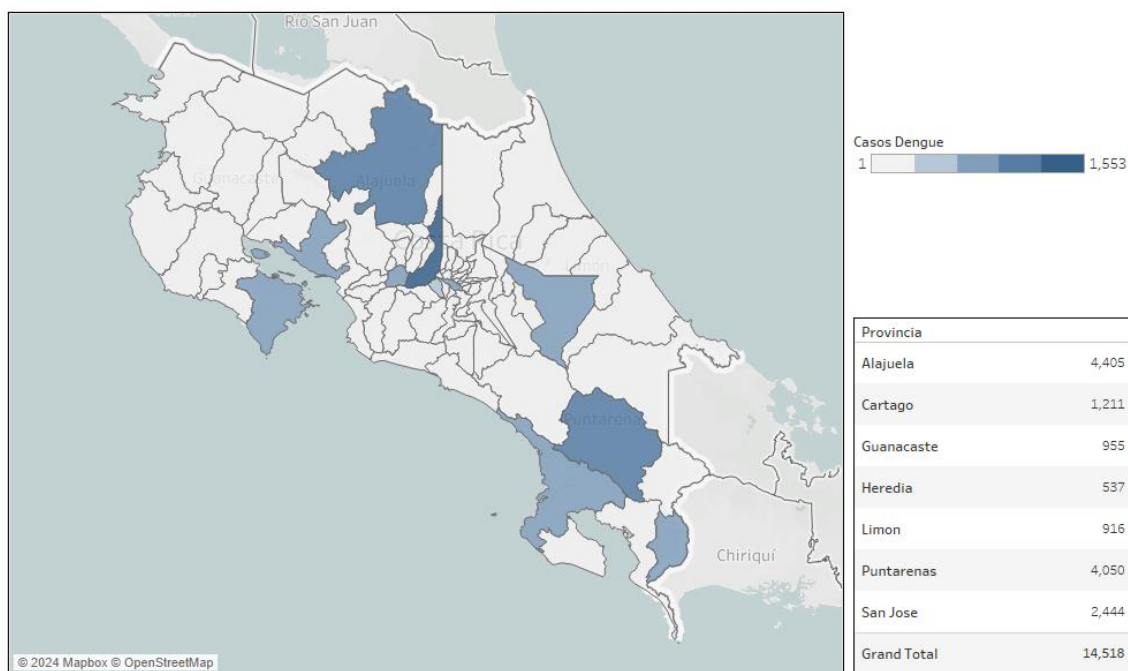 Río San Juan
Guanacaste
Alajuela
Costa Rica
Limón
Puntarena
Chiriquí
© 2024 Mapbox © OpenStreetMap
Casos Dengue
1 1,553
Provincia
Alajuela 4,405
Cartago 1,211
Guanacaste 955
Heredia 537
Limon 916
Puntarenas 4,050
San Jose 2,444
Grand Total 14,518